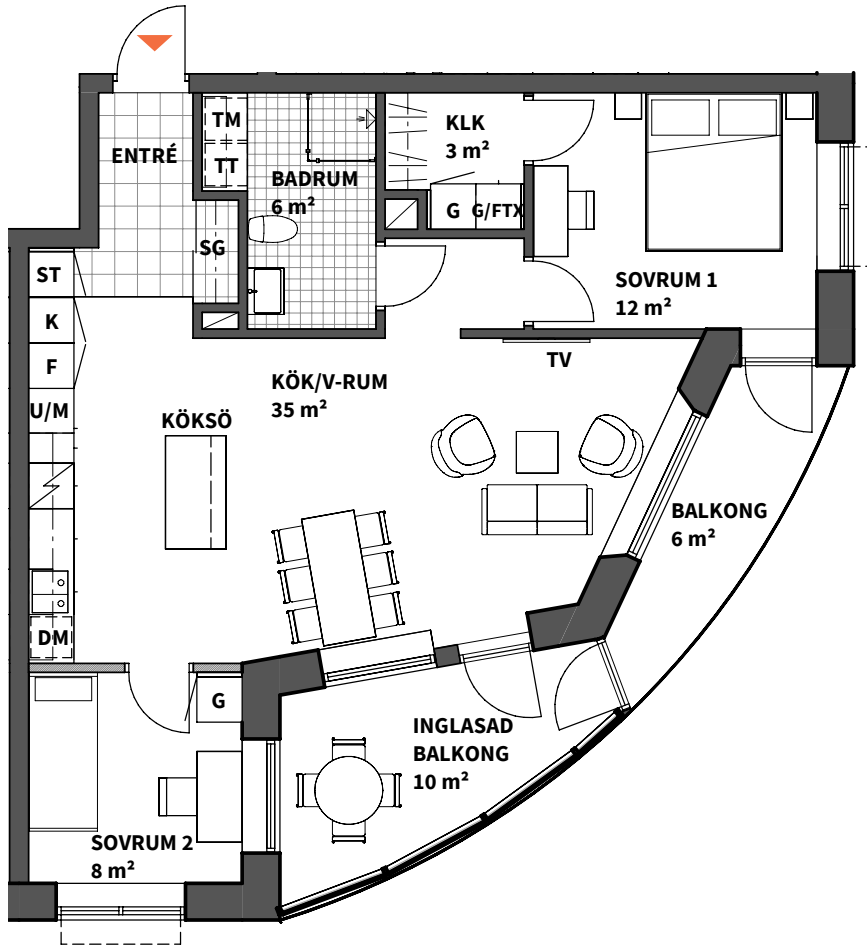 TM
KLK
3 m²
ENTRÉ
TT
BADRUM
6 m²
G
G/FTX
SG
ST
SOVRUM 1
12 m²
K
F
TV
KÖK/V-RUM
35 m²
U/M
KÖKSÖ
BALKONG
6 m²
DM
G
INGLASAD
BALKONG
10 m²
SOVRUM 2
8 m²